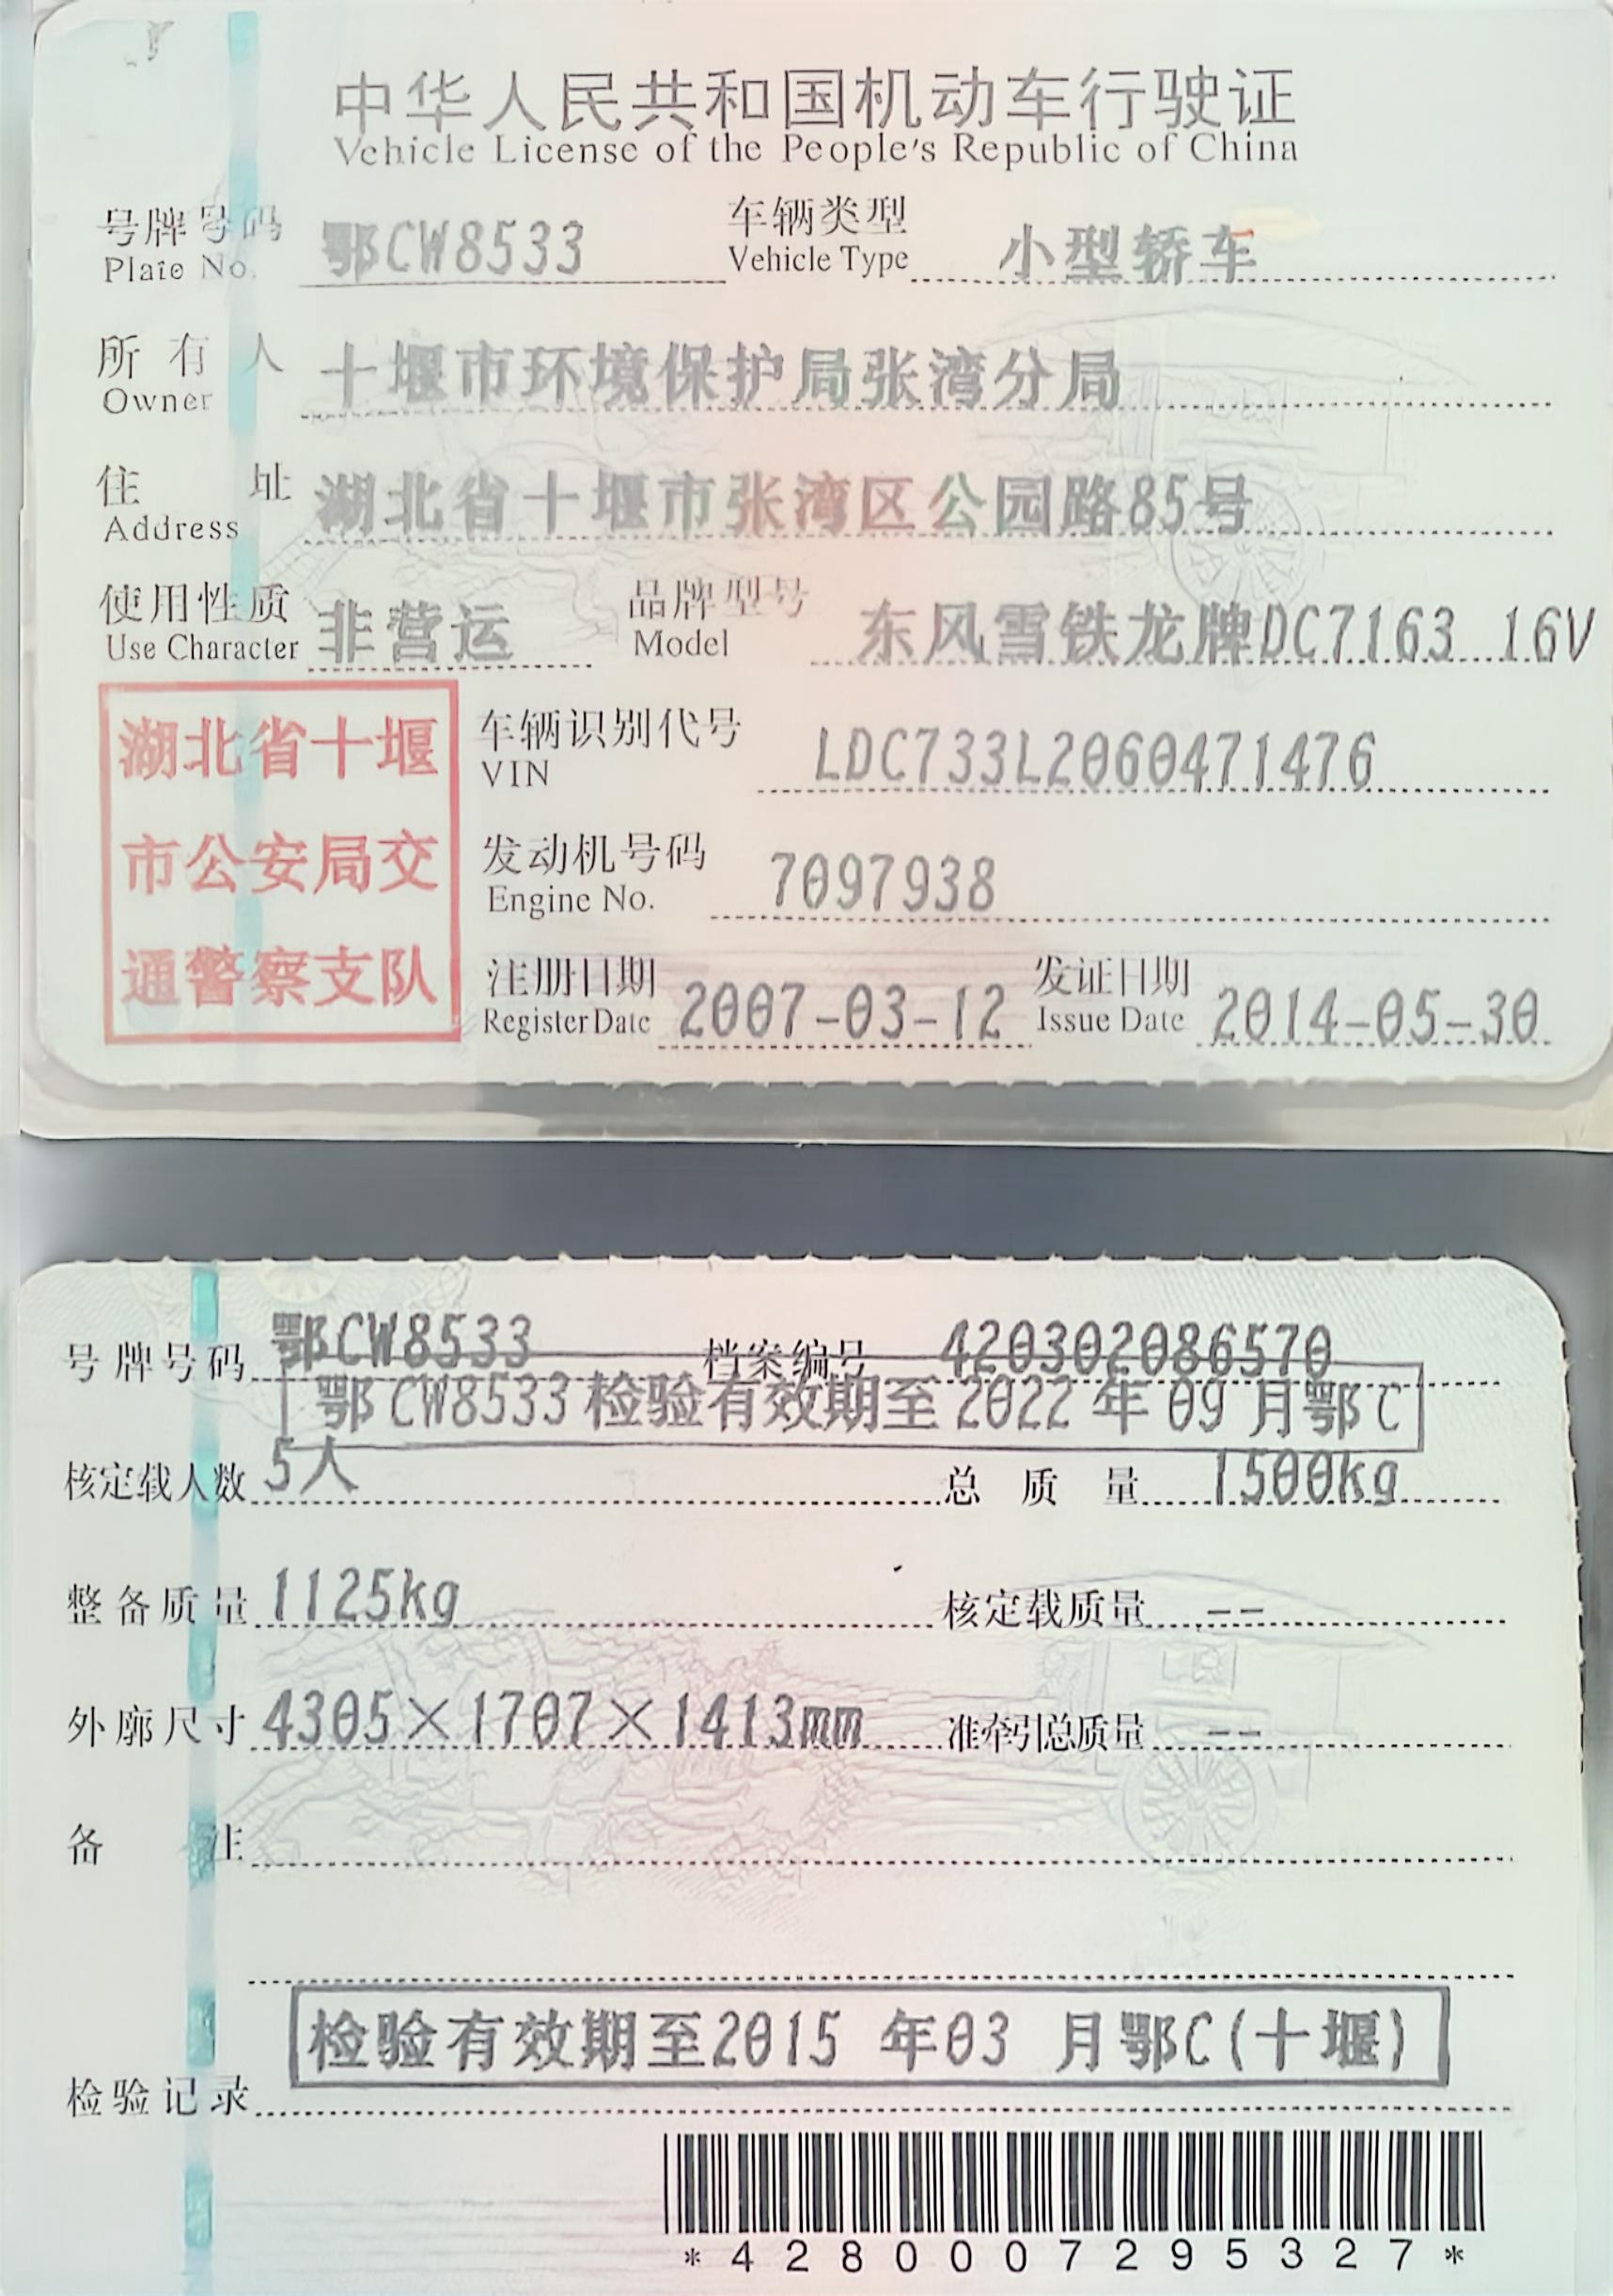 中华人民共和国机动车行驶证
Vehicle License of the People's Republic of China
号牌号码 鄂CW8533 车辆类型 小型轿车
Plate No. Vehicle Type
所有人 十堰市环境保护局张湾分局
Owner
住址 湖北省十堰市张湾区公园路85号
Address
使用性质 非营运 品牌型号 东风雪铁龙牌DC7163 16V
Use Character Model
湖北省十堰
市公安局交
通警察支队
车辆识别代号 LDC733L2060471476
VIN
发动机号码 7097938
Engine No.
注册日期 2007-03-12 发证日期 2014-05-30
Register Date Issue Date
号牌号码 鄂CW8533 档案编号 420302086570
鄂CW8533检验有效期至2022年09月鄂C
核定载人数 5人 总质量 1500kg
整备质量 1125kg 核定载质量 --
外廓尺寸 4305×1707×1413mm 准牵引总质量 --
备注
检验有效期至2015 年03 月鄂C(十堰)
检验记录
*4280007295327*